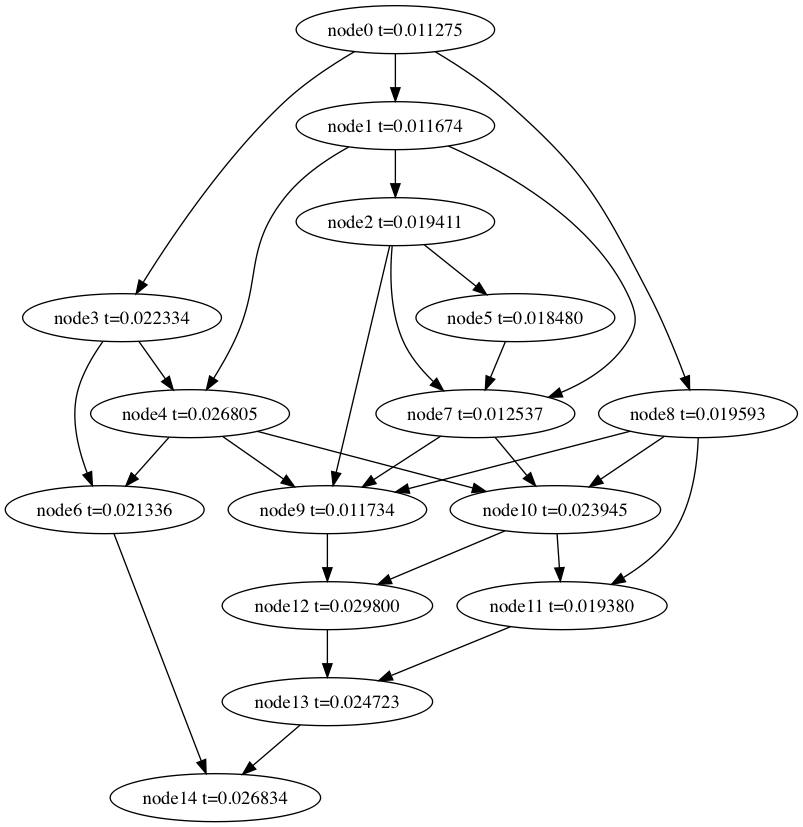 node0 t=0.011275
node1 t=0.011674
node2 t=0.019411
node3 t=0.022334
node5 t=0.018480
node4 t=0.026805
node7 t=0.012537
node8 t=0.019593
node6 t=0.021336
node9 t=0.011734
node10 t=0.023945
node12 t=0.029800
node11 t=0.019380
node13 t=0.024723
node14 t=0.026834